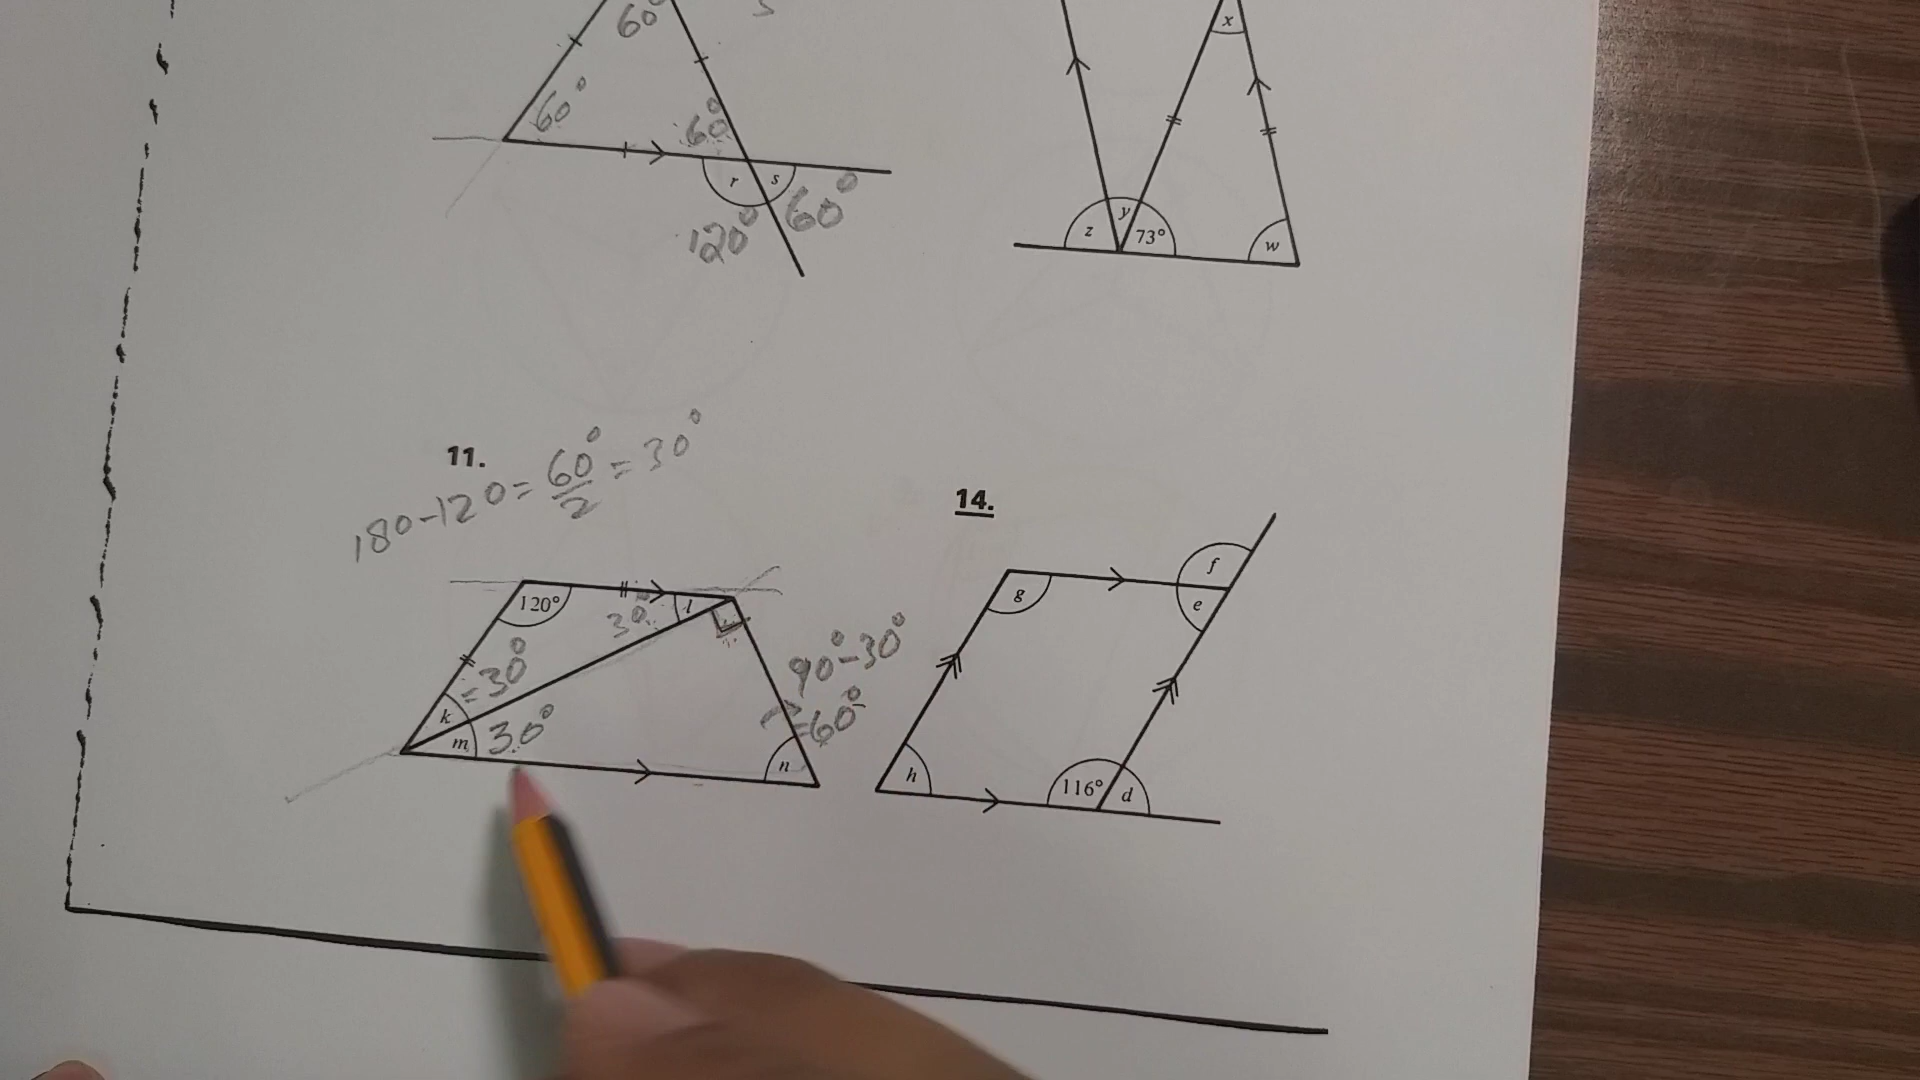 60°
60°
60°
r
s
120°
60°
x
y
z
73°
w
11.
180-120=60°/2=30°
120°
l
30
=30°
k
m
30°
n
90°-30°
=60°
14.
f
g
e
h
116°
d